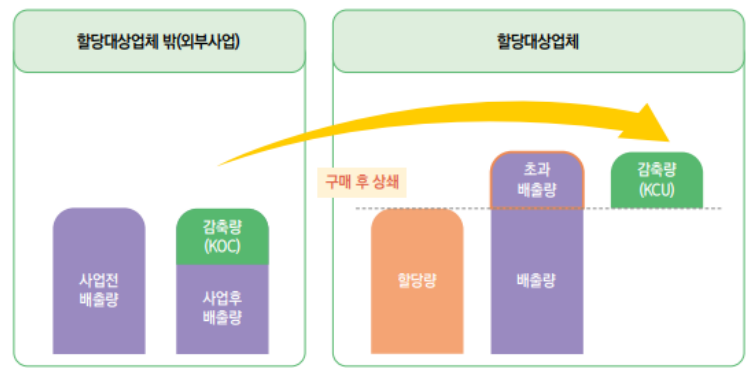 할당대상업체 밖(외부사업)
사업전
배출량
감축량
(KOC)
사업후
배출량
할당대상업체
구매 후 상쇄
할당량
초과
배출량
배출량
감축량
(KCU)